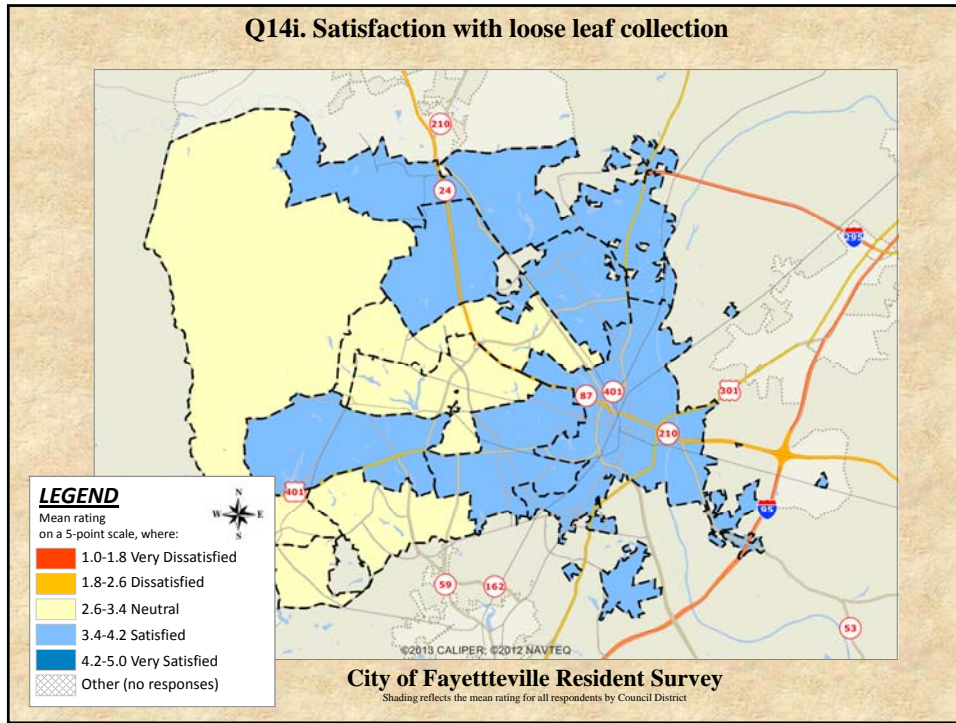 Q14i. Satisfaction with loose leaf collection
210
24
295
87
401
301
210
401
95
59
162
53
LEGEND
Mean rating
on a 5-point scale, where:
1.0-1.8 Very Dissatisfied
1.8-2.6 Dissatisfied
2.6-3.4 Neutral
3.4-4.2 Satisfied
4.2-5.0 Very Satisfied
Other (no responses)
N
W E
S
©2013 CALIPER; ©2012 NAVTEQ
City of Fayettteville Resident Survey
Shading reflects the mean rating for all respondents by Council District